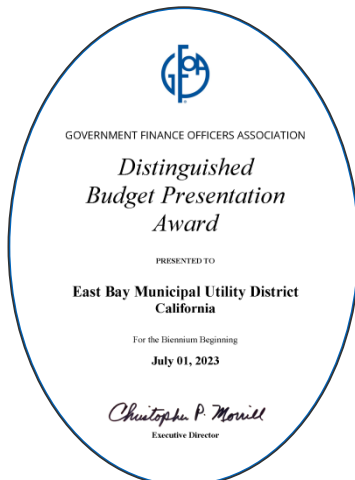 GFOA
GOVERNMENT FINANCE OFFICERS ASSOCIATION
Distinguished
Budget Presentation
Award
PRESENTED TO
East Bay Municipal Utility District
California
For the Biennium Beginning
July 01, 2023
Christopher P. Morrill
Executive Director